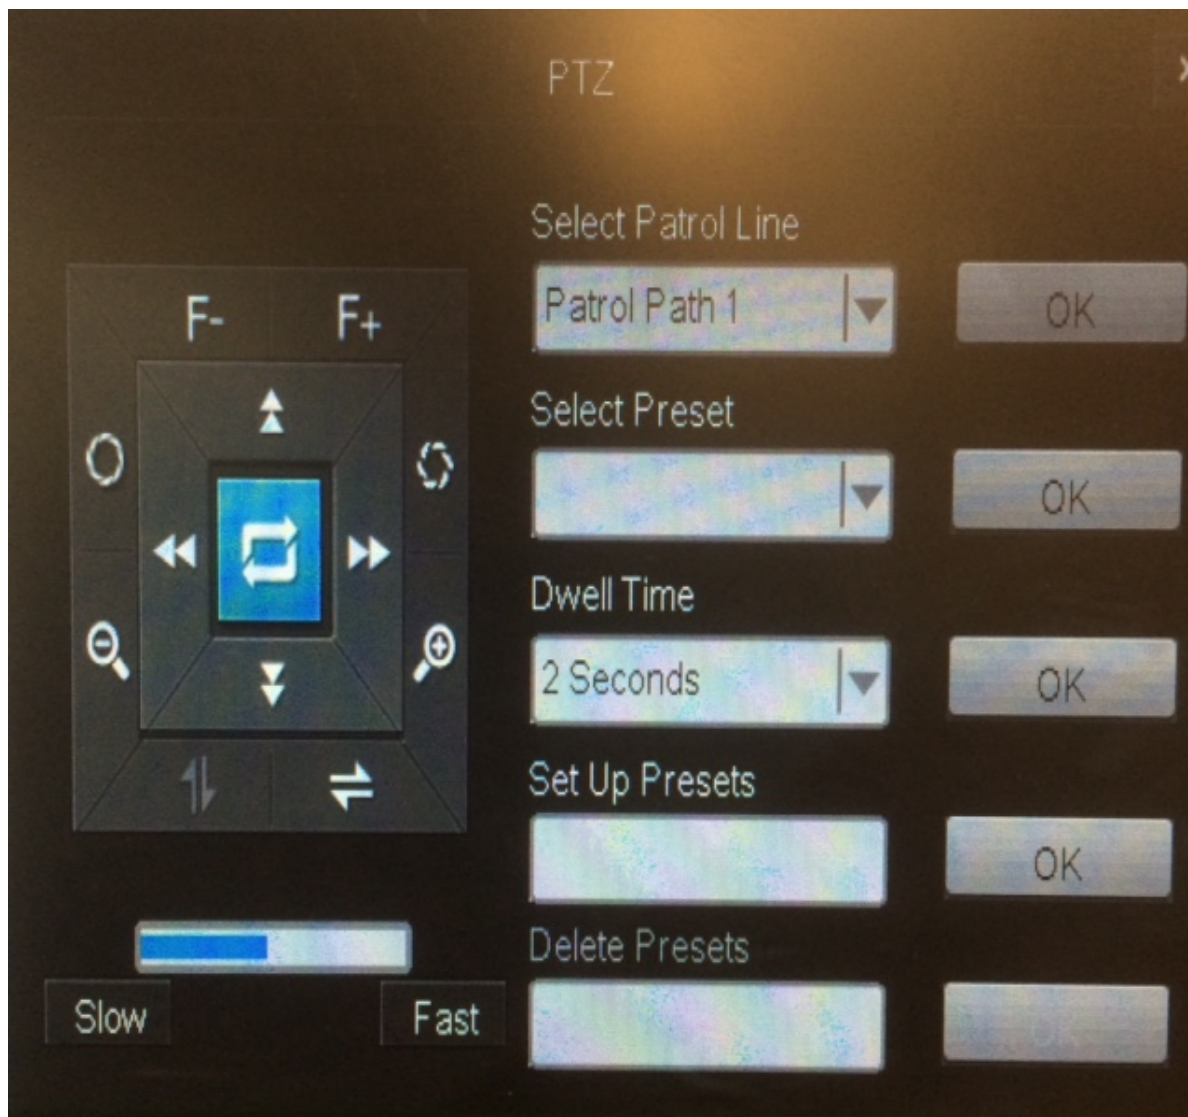 PTZ
x
Select Patrol Line
F-
F+
Patrol Path 1
OK
Select Preset
OK
Dwell Time
2 Seconds
OK
Set Up Presets
OK
Delete Presets
OK
Slow
Fast